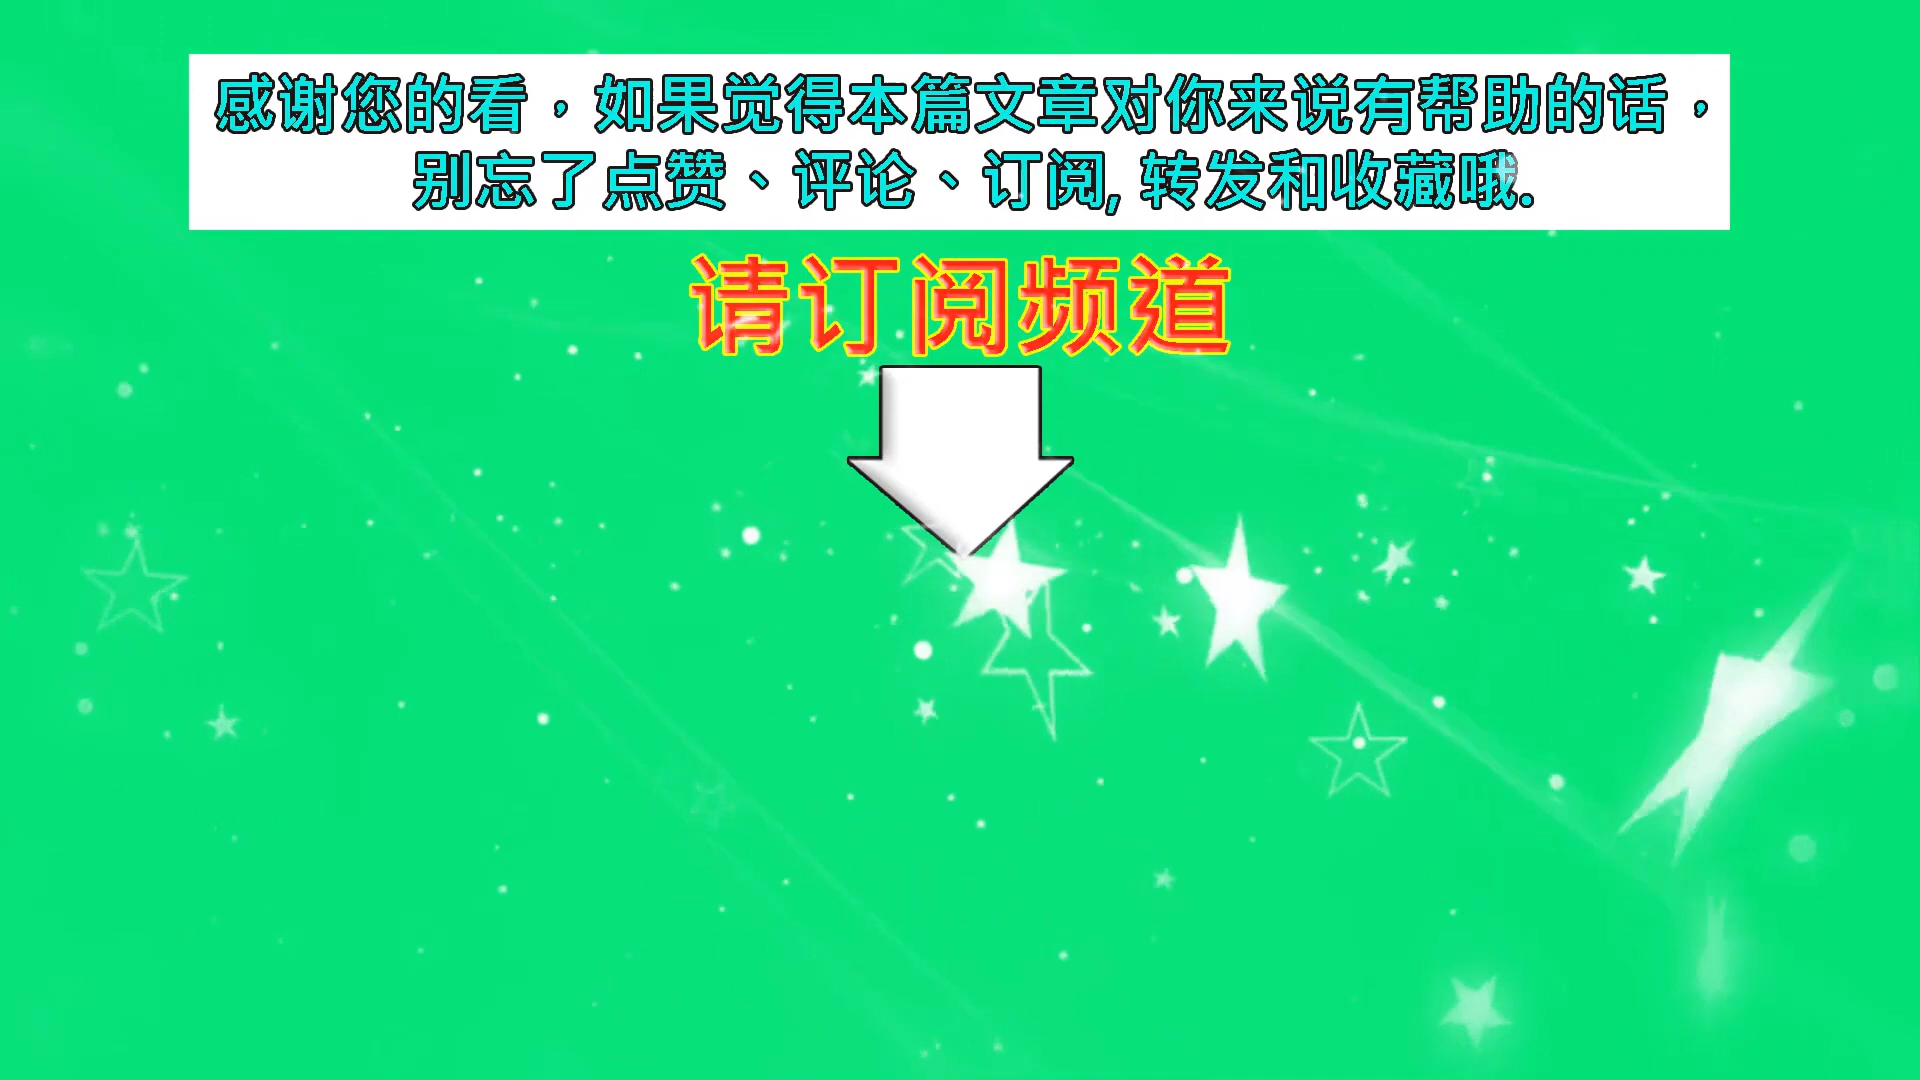 感谢您的看，如果觉得本篇文章对你来说有帮助的话，
别忘了点赞、评论、订阅, 转发和收藏哦.
请订阅频道